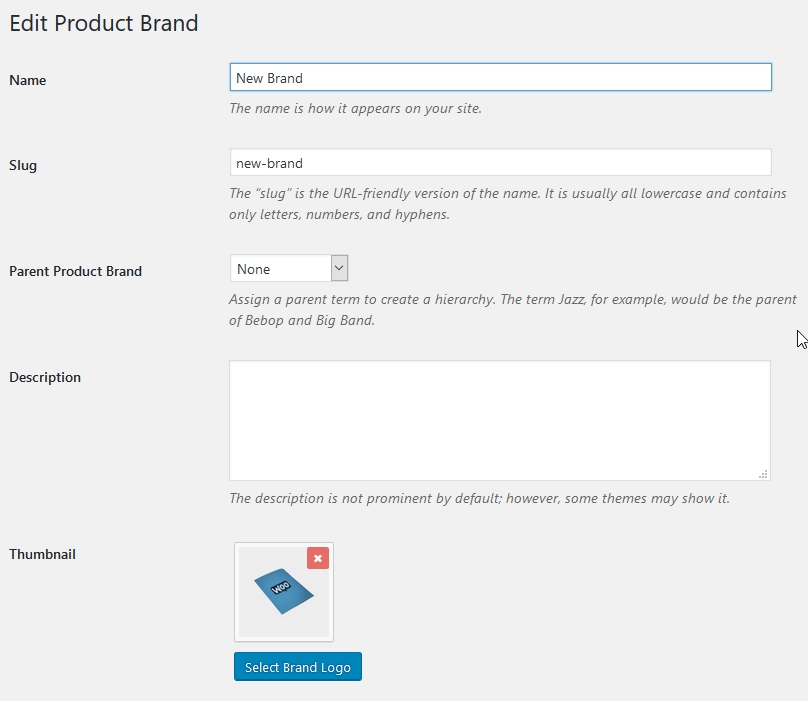 Edit Product Brand
Name
New Brand
The name is how it appears on your site.
Slug
new-brand
The “slug” is the URL-friendly version of the name. It is usually all lowercase and contains
only letters, numbers, and hyphens.
Parent Product Brand
None
Assign a parent term to create a hierarchy. The term Jazz, for example, would be the parent
of Bebop and Big Band.
Description
The description is not prominent by default; however, some themes may show it.
Thumbnail
Woo
Select Brand Logo